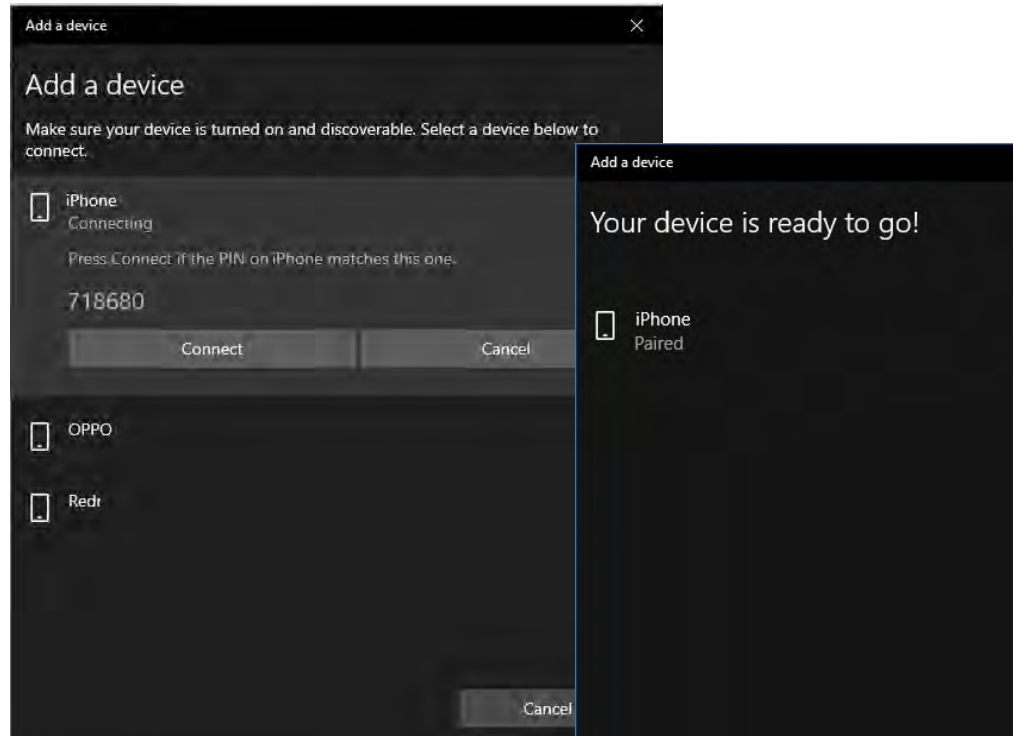 Add a device
Add a device
Make sure your device is turned on and discoverable. Select a device below to
connect.
iPhone
Connecting
Press Connect if the PIN on iPhone matches this one.
718680
Connect Cancel
OPPO
Redr
Cancel
Add a device
Your device is ready to go!
iPhone
Paired